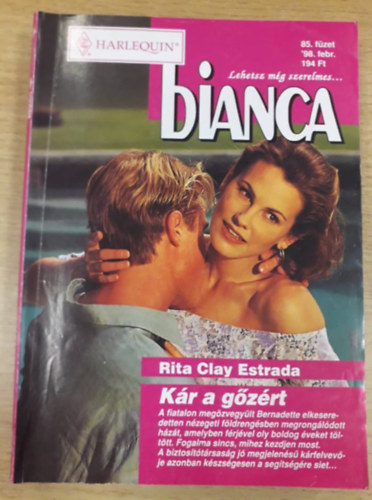 HARLEQUIN®
85. füzet
'98. febr.
194 Ft
Lehetsz még szerelmes...
bianca
Rita Clay Estrada
Kár a gőzért
A fiatalon megözvegyült Bernadette elkesere-
detten nézegeti földrengésben megrongálódott
házát, amelyben férjével oly boldog éveket töl-
tött. Fogalma sincs, mihez kezdjen most.
A biztosítótársaság jó megjelenésű kárfelvevő-
je azonban készségesen a segítségére siet...